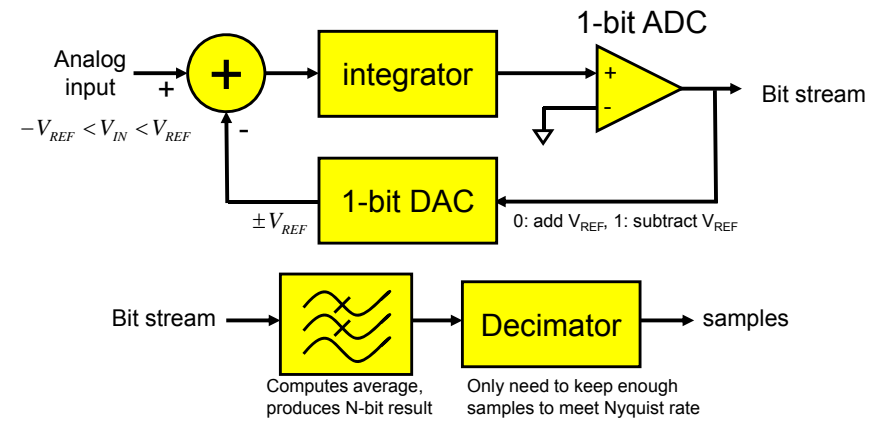 1-bit ADC
Analog
input
+
+
integrator
+
-
Bit stream
-V_REF < V_IN < V_REF
-
1-bit DAC
±V_REF
0: add V_REF, 1: subtract V_REF
Bit stream
Decimator
samples
Computes average,
produces N-bit result
Only need to keep enough
samples to meet Nyquist rate